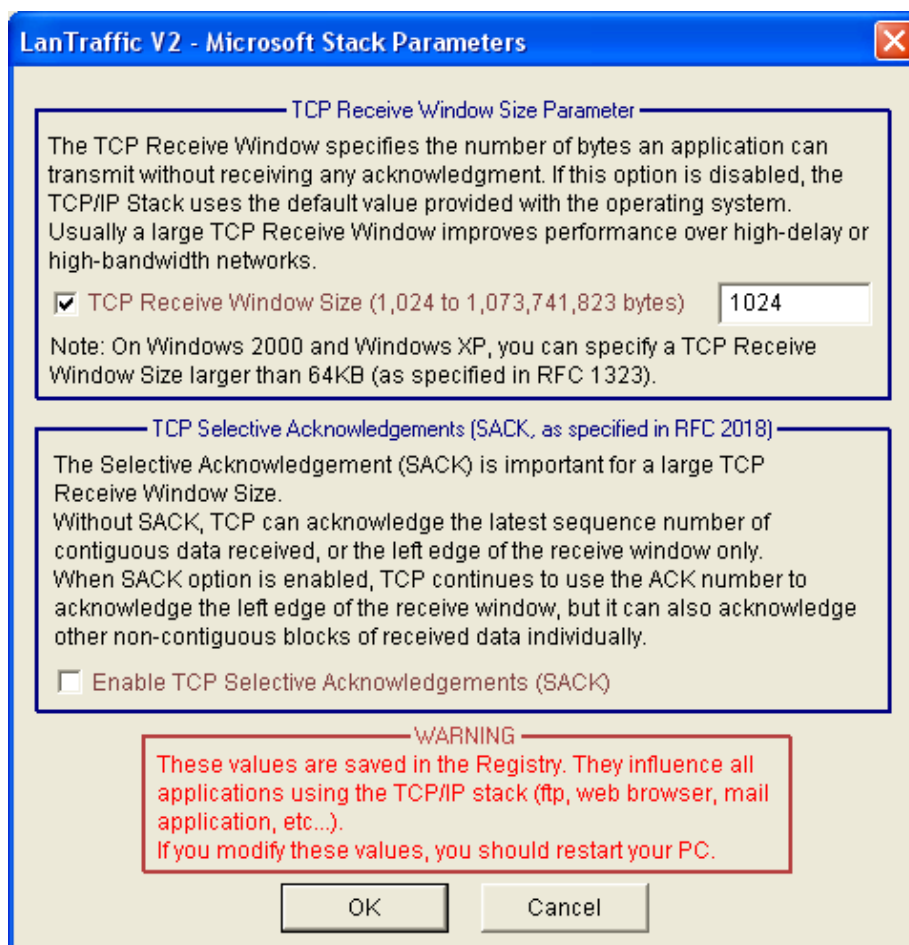 LanTraffic V2 - Microsoft Stack Parameters
TCP Receive Window Size Parameter
The TCP Receive Window specifies the number of bytes an application can
transmit without receiving any acknowledgment. If this option is disabled, the
TCP/IP Stack uses the default value provided with the operating system.
Usually a large TCP Receive Window improves performance over high-delay or
high-bandwidth networks.
TCP Receive Window Size (1,024 to 1,073,741,823 bytes) 1024
Note: On Windows 2000 and Windows XP, you can specify a TCP Receive
Window Size larger than 64KB (as specified in RFC 1323).
TCP Selective Acknowledgements (SACK, as specified in RFC 2018)
The Selective Acknowledgement (SACK) is important for a large TCP
Receive Window Size.
Without SACK, TCP can acknowledge the latest sequence number of
contiguous data received, or the left edge of the receive window only.
When SACK option is enabled, TCP continues to use the ACK number to
acknowledge the left edge of the receive window, but it can also acknowledge
other non-contiguous blocks of received data individually.
Enable TCP Selective Acknowledgements (SACK)
WARNING
These values are saved in the Registry. They influence all
applications using the TCP/IP stack (ftp, web browser, mail
application, etc...).
If you modify these values, you should restart your PC.
OK Cancel